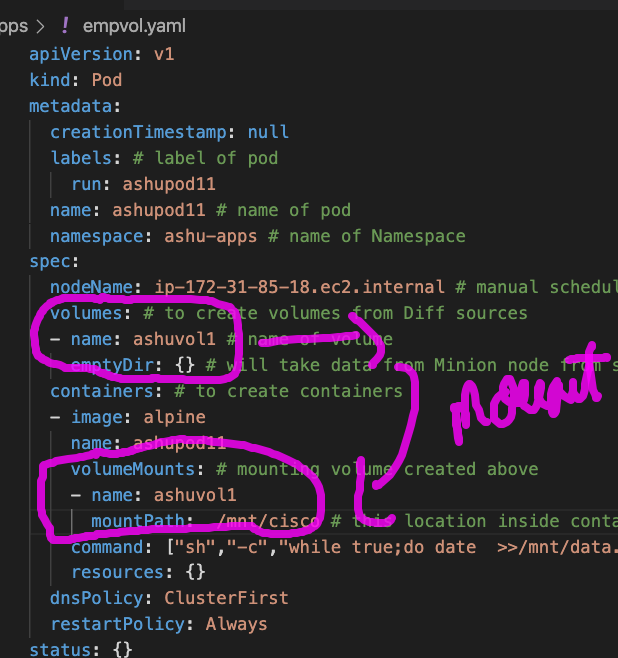 pps > ! empvol.yaml
apiVersion: v1
kind: Pod
metadata:
creationTimestamp: null
labels: # label of pod
run: ashupod11
name: ashupod11 # name of pod
namespace: ashu-apps # name of Namespace
spec:
nodeName: ip-172-31-85-18.ec2.internal # manual schedul
volumes: # to create volumes from Diff sources
- name: ashuvol1 # name of volume
emptyDir: {} # will take data from Minion node from s
containers: # to create containers
mount
- image: alpine
name: ashupod11
volumeMounts: # mounting volume created above
- name: ashuvol1
mountPath: /mnt/cisco # this location inside conta
command: ["sh","-c","while true;do date >>/mnt/data.
resources: {}
dnsPolicy: ClusterFirst
restartPolicy: Always
status: {}